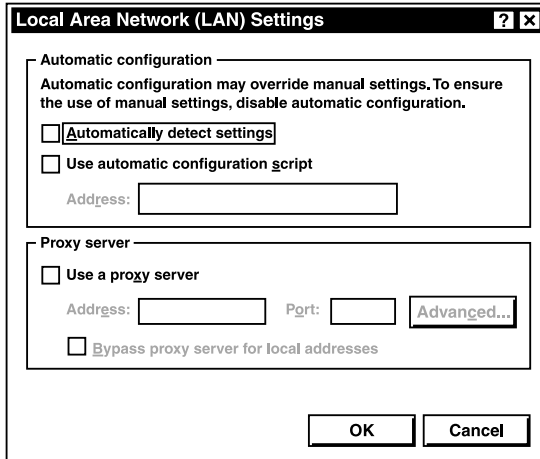 Local Area Network (LAN) Settings ? ×
Automatic configuration
Automatic configuration may override manual settings. To ensure
the use of manual settings, disable automatic configuration.
Automatically detect settings
Use automatic configuration script
Address:
Proxy server
Use a proxy server
Address: Port: Advanced...
Bypass proxy server for local addresses
OK Cancel